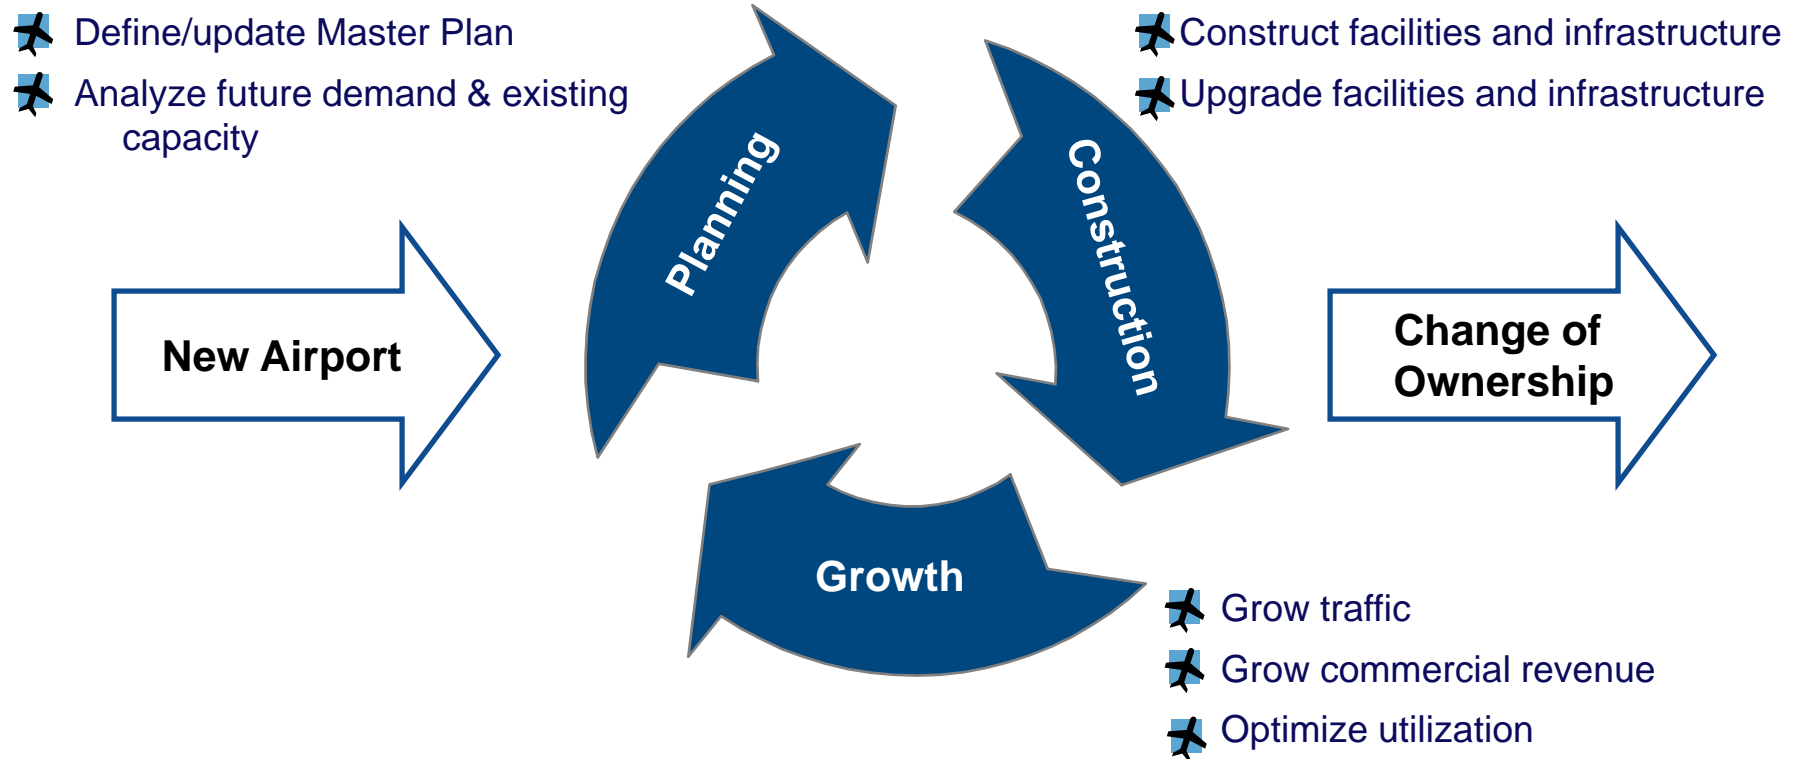 Define/update Master Plan
Analyze future demand & existing
capacity
Construct facilities and infrastructure
Upgrade facilities and infrastructure
Planning
Construction
New Airport
Change of
Ownership
Growth
Grow traffic
Grow commercial revenue
Optimize utilization